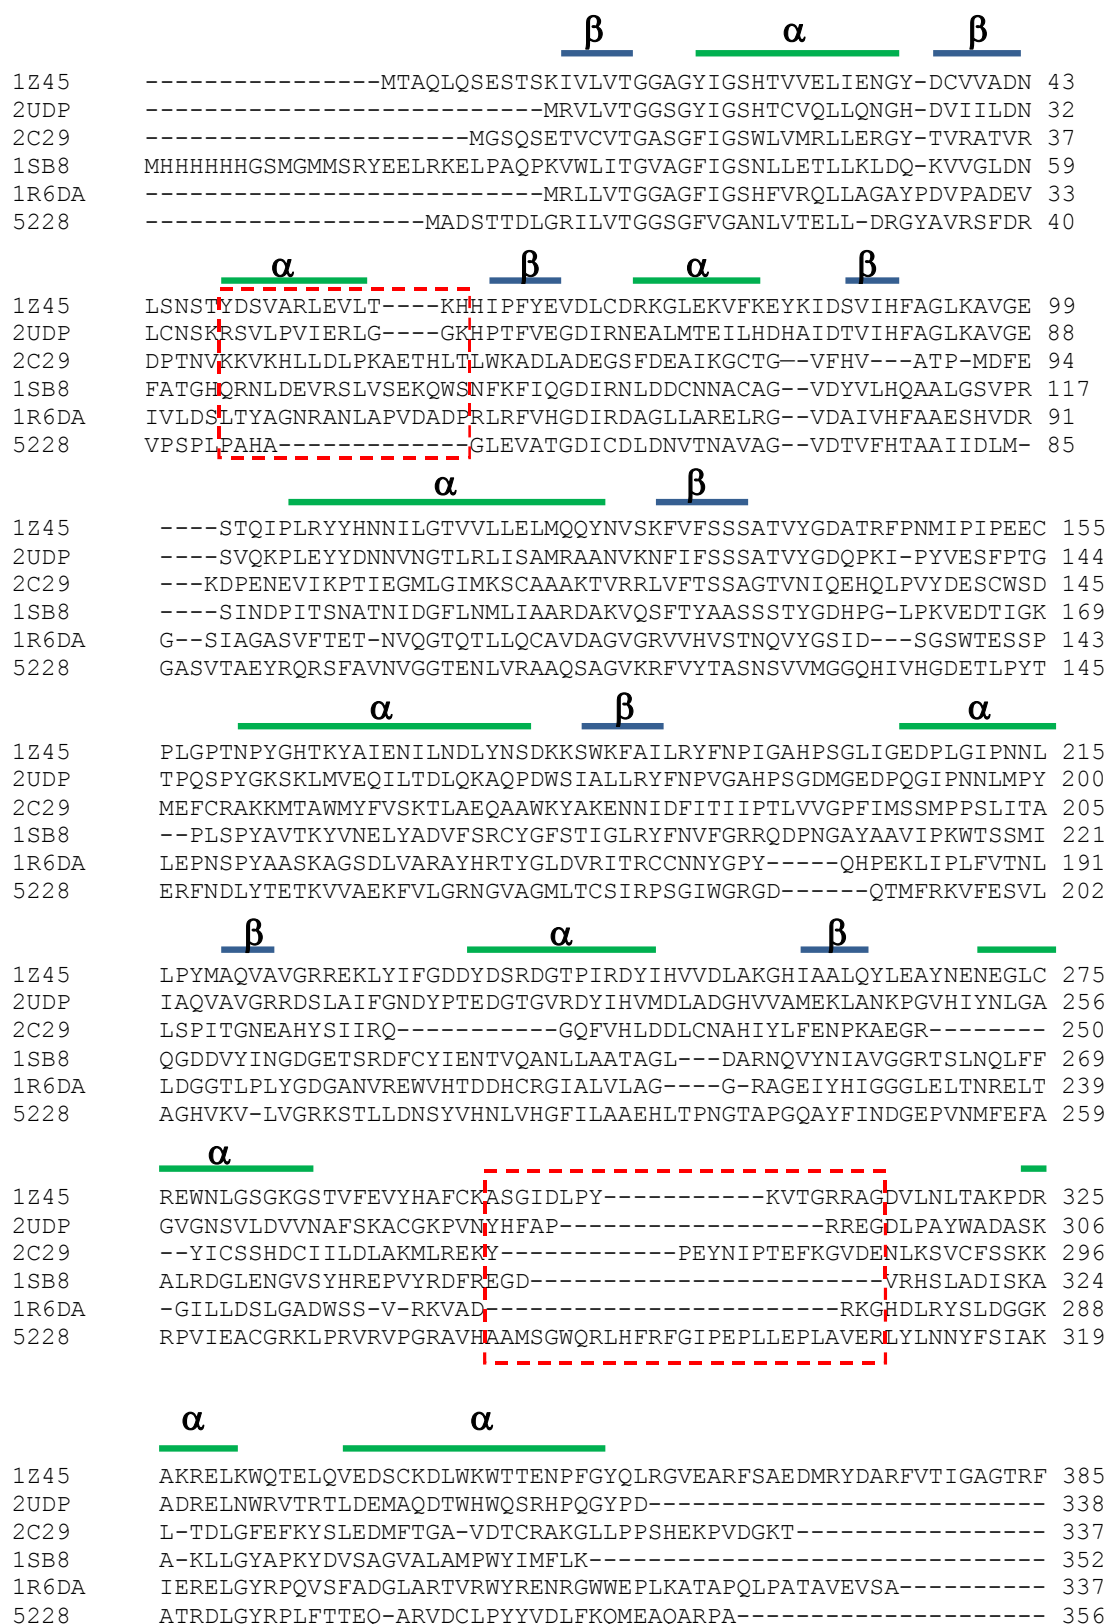 β α β
1Z45 ----------------MTAQLQSESTSKIVLVTGGAGYIGSHTVVELIENGY-DCVVADN 43
2UDP ---------------------------MRVLVTGGSGYIGSHTCVQLLQNGH-DVIILDN 32
2C29 ----------------------MGSQSETVCVTGASGFIGSWLVMRLLERGY-TVRATVR 37
1SB8 MHHHHHHGSMGMMSRYEELRKELPAQPKVWLITGVAGFIGSNLLETLLKLDQ-KVVGLDN 59
1R6DA ---------------------------MRLLVTGGAGFIGSHFVRQLLAGAYPDVPADEV 33
5228 -------------------MADSTTDLGRILVTGGSGFVGANLVTELL-DRGYAVRSFDR 40
α β α β
1Z45 LSNSTYDSVARLEVLT----KHHIPFYEVDLCDRKGLEKVFKEYKIDSVIHFAGLKAVGE 99
2UDP LCNSKRSVLPVIERLG----GKHPTFVEGDIRNEALMTEILHDHAIDTVIHFAGLKAVGE 88
2C29 DPTNVKKVKHLLDLPKAETHLTLWKADLADEGSFDEAIKGCTG--VFHV---ATP-MDFE 94
1SB8 FATGHQRNLDEVRSLVSEKQWSNFKFIQGDIRNLDDCNNACAG--VDYVLHQAALGSVPR 117
1R6DA IVLDSLTYAGNRANLAPVDADPRLRFVHGDIRDAGLLARELRG--VDAIVHFAAESHVDR 91
5228 VPSPLPAHA-------------GLEVATGDICDLDNVTNAVAG--VDTVFHTAAIIDLM- 85
α β
1Z45 ----STQIPLRYYHNNILGTVVLLELMQQYNVSKFVFSSSATVYGDATRFPNMIPIPEEC 155
2UDP ----SVQKPLEYYDNNVNGTLRLISAMRAANVKNFIFSSSATVYGDQPKI-PYVESFPTG 144
2C29 ---KDPENEVIKPTIEGMLGIMKSCAAAKTVRRLVFTSSAGTVNIQEHQLPVYDESCWSD 145
1SB8 ----SINDPITSNATNIDGFLNMLIAARDAKVQSFTYAASSSTYGDHPG-LPKVEDTIGK 169
1R6DA G---SIAGASVFTET-NVQGTQTLLQCAVDAGVGRVVHVSTNQVYGSID---SGSWTESSP 143
5228 GASVTAEYRQRSFAVNVGGTENLVRAAQSAGVKRFVYTASNSVVMGGQHIVHGDETLPYT 145
α β α
1Z45 PLGPTNPYGHTKYAIENILNDLYNSDKKSWKFAILRYFNPIGAHPSGLIGEDPLGIPNNL 215
2UDP TPQSPYGKSKLMVEQILTDLQKAQPDWSIALLRYFNPVGAHPSGDMGEDPQGIPNNLMPY 200
2C29 MEFCRAKKMTAWMYFVSKTLAEQAAWKYAKENNIDFITIIPTLVVGPFIMSSMPPSLITA 205
1SB8 --PLSPYAVTKYVNELYADVFSRCYGFSTIGLRYFNVFGRRQDPNGAYAAVIPKWTSSMI 221
1R6DA LEPNSPYAASKAGSDLVARAYHRTYGLDVRITRCCNNYGPY-----QHPEKLIPLFVTNL 191
5228 ERFNDLYTETKVVAEKFVLGRNGVAGMLTCSIRPSGIWGRGD------QTMFRKVFESVL 202
β α β
1Z45 LPYMAQVAVGRREKLYIFGDDYDSRDGTPIRDYIHVVDLAKGHIAALQYLEAYNENEGLC 275
2UDP IAQVAVGRRDSLAIFGNDYPTEDGTGVRDYIHVMDLADGHVVAMEKLANKPGVHIYNLGA 256
2C29 LSPITGNEAHYSIIRQ-----------GQFVHLDDLCNAHIYLFENPKAEGR-------- 250
1SB8 QGDDVYINGDGETSRDFCYIENTVQANLLAATAGL---DARNQVYNIAVGGRTSLNQLFF 269
1R6DA LDGGTLPLYGDGANVREWVHTDDHCRGIALVLAG----G-RAGEIYHIGGGLELTNRELT 239
5228 AGHVKV-LVGRKSTLLDNSYVHNLVHGFILAAEHLTPNGTAPGQAYFINDGEPVNMFEFA 259
α
1Z45 REWNLGSGKGSTVFEVYHAFCKASGIDLPY-----------KVTGRRAGDVLNLTAKPDR 325
2UDP GVGNSVLDVVNAFSKACGKPVNYHFAP------------------RREGDLPAYWADASK 306
2C29 --YICSSHDCIILDLAKMLREKY------------PEYNIPTEFKGVDENLKSVCFSSKK 296
1SB8 ALRDGLENGVSYHREPVYRDFREGD------------------------VRHSLADISKA 324
1R6DA -GILLDSLGADWSS-V-RKVAD------------------------RKGHDLRYSLDGGK 288
5228 RPVIEACGRKLPRVRVPGRAVHAAMSGWQRLHFRFGIPEPLLEPLAVERLYLNNYFSIAK 319
α α
1Z45 AKRELKWQTELQVEDSCKDLWKWTTENPFGYQLRGVEARFSAEDMRYDARFVTIGAGTRF 385
2UDP ADRELNWRVTRTLDEMAQDTWHWQSRHPQGYPD--------------------------- 338
2C29 L-TDLGFEFKYSLEDMFTGA-VDTCRAKGLLPPSHEKPVDGKT----------------- 337
1SB8 A-KLLGYAPKYDVSAGVALAMPWYIMFLK------------------------------- 352
1R6DA IERELGYRPQVSFADGLARTVRWYRENRGWWEPLKATAPQLPATAVEVSA---------- 337
5228 ATRDLGYRPLFTTEQ-ARVDCLPYYVDLFKQMEAQARPA--------------------- 356